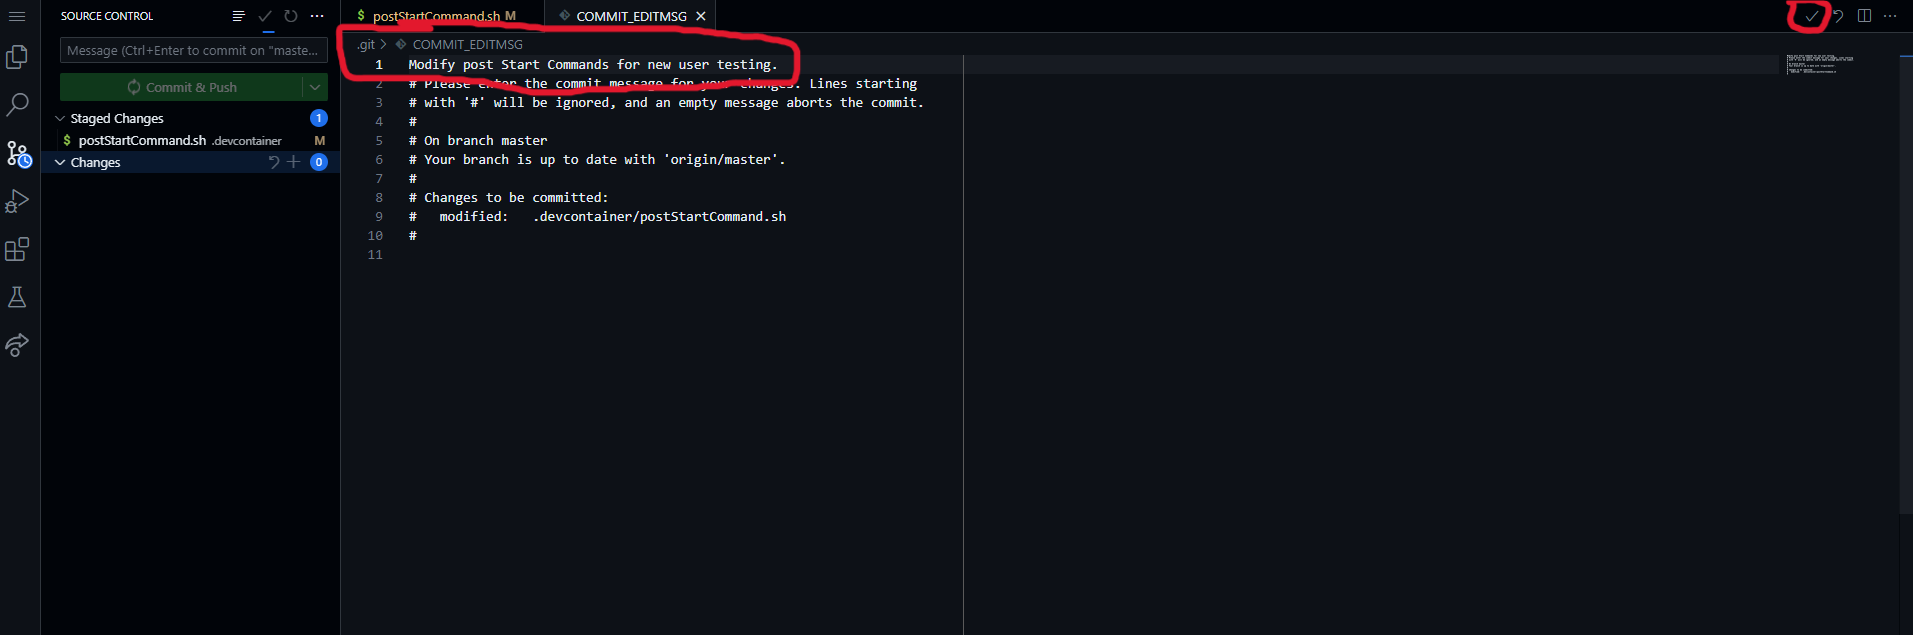 SOURCE CONTROL
Message (Ctrl+Enter to commit on "maste...
Commit & Push
Staged Changes 1
$ postStartCommand.sh .devcontainer M
Changes 0
$ postStartCommand.sh M
COMMIT_EDITMSG
.git > COMMIT_EDITMSG
1 Modify post Start Commands for new user testing.
2 # Please enter the commit message for your changes. Lines starting
3 # with '#' will be ignored, and an empty message aborts the commit.
4 #
5 # On branch master
6 # Your branch is up to date with 'origin/master'.
7 #
8 # Changes to be committed:
9 # modified: .devcontainer/postStartCommand.sh
10 #
11